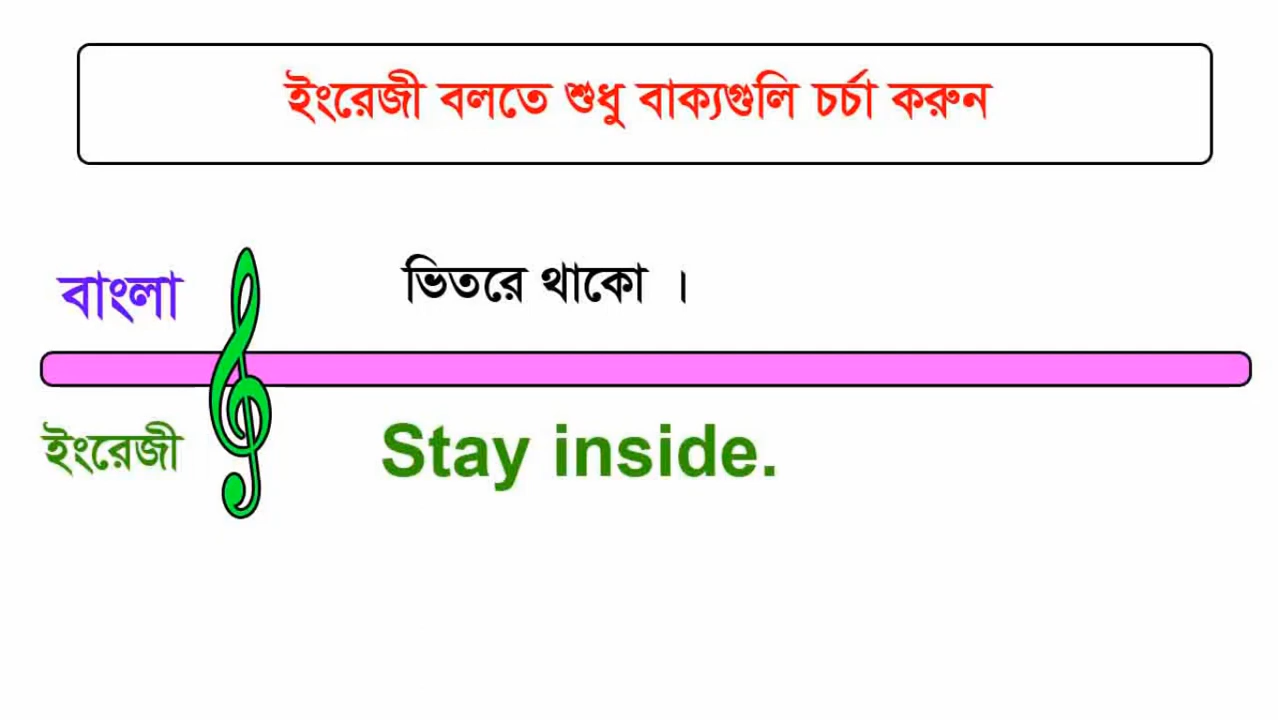 ইংরেজী বলতে শুধু বাক্যগুলি চর্চা করুন
বাংলা
ভিতরে থাকো ।
ইংরেজী
Stay inside.